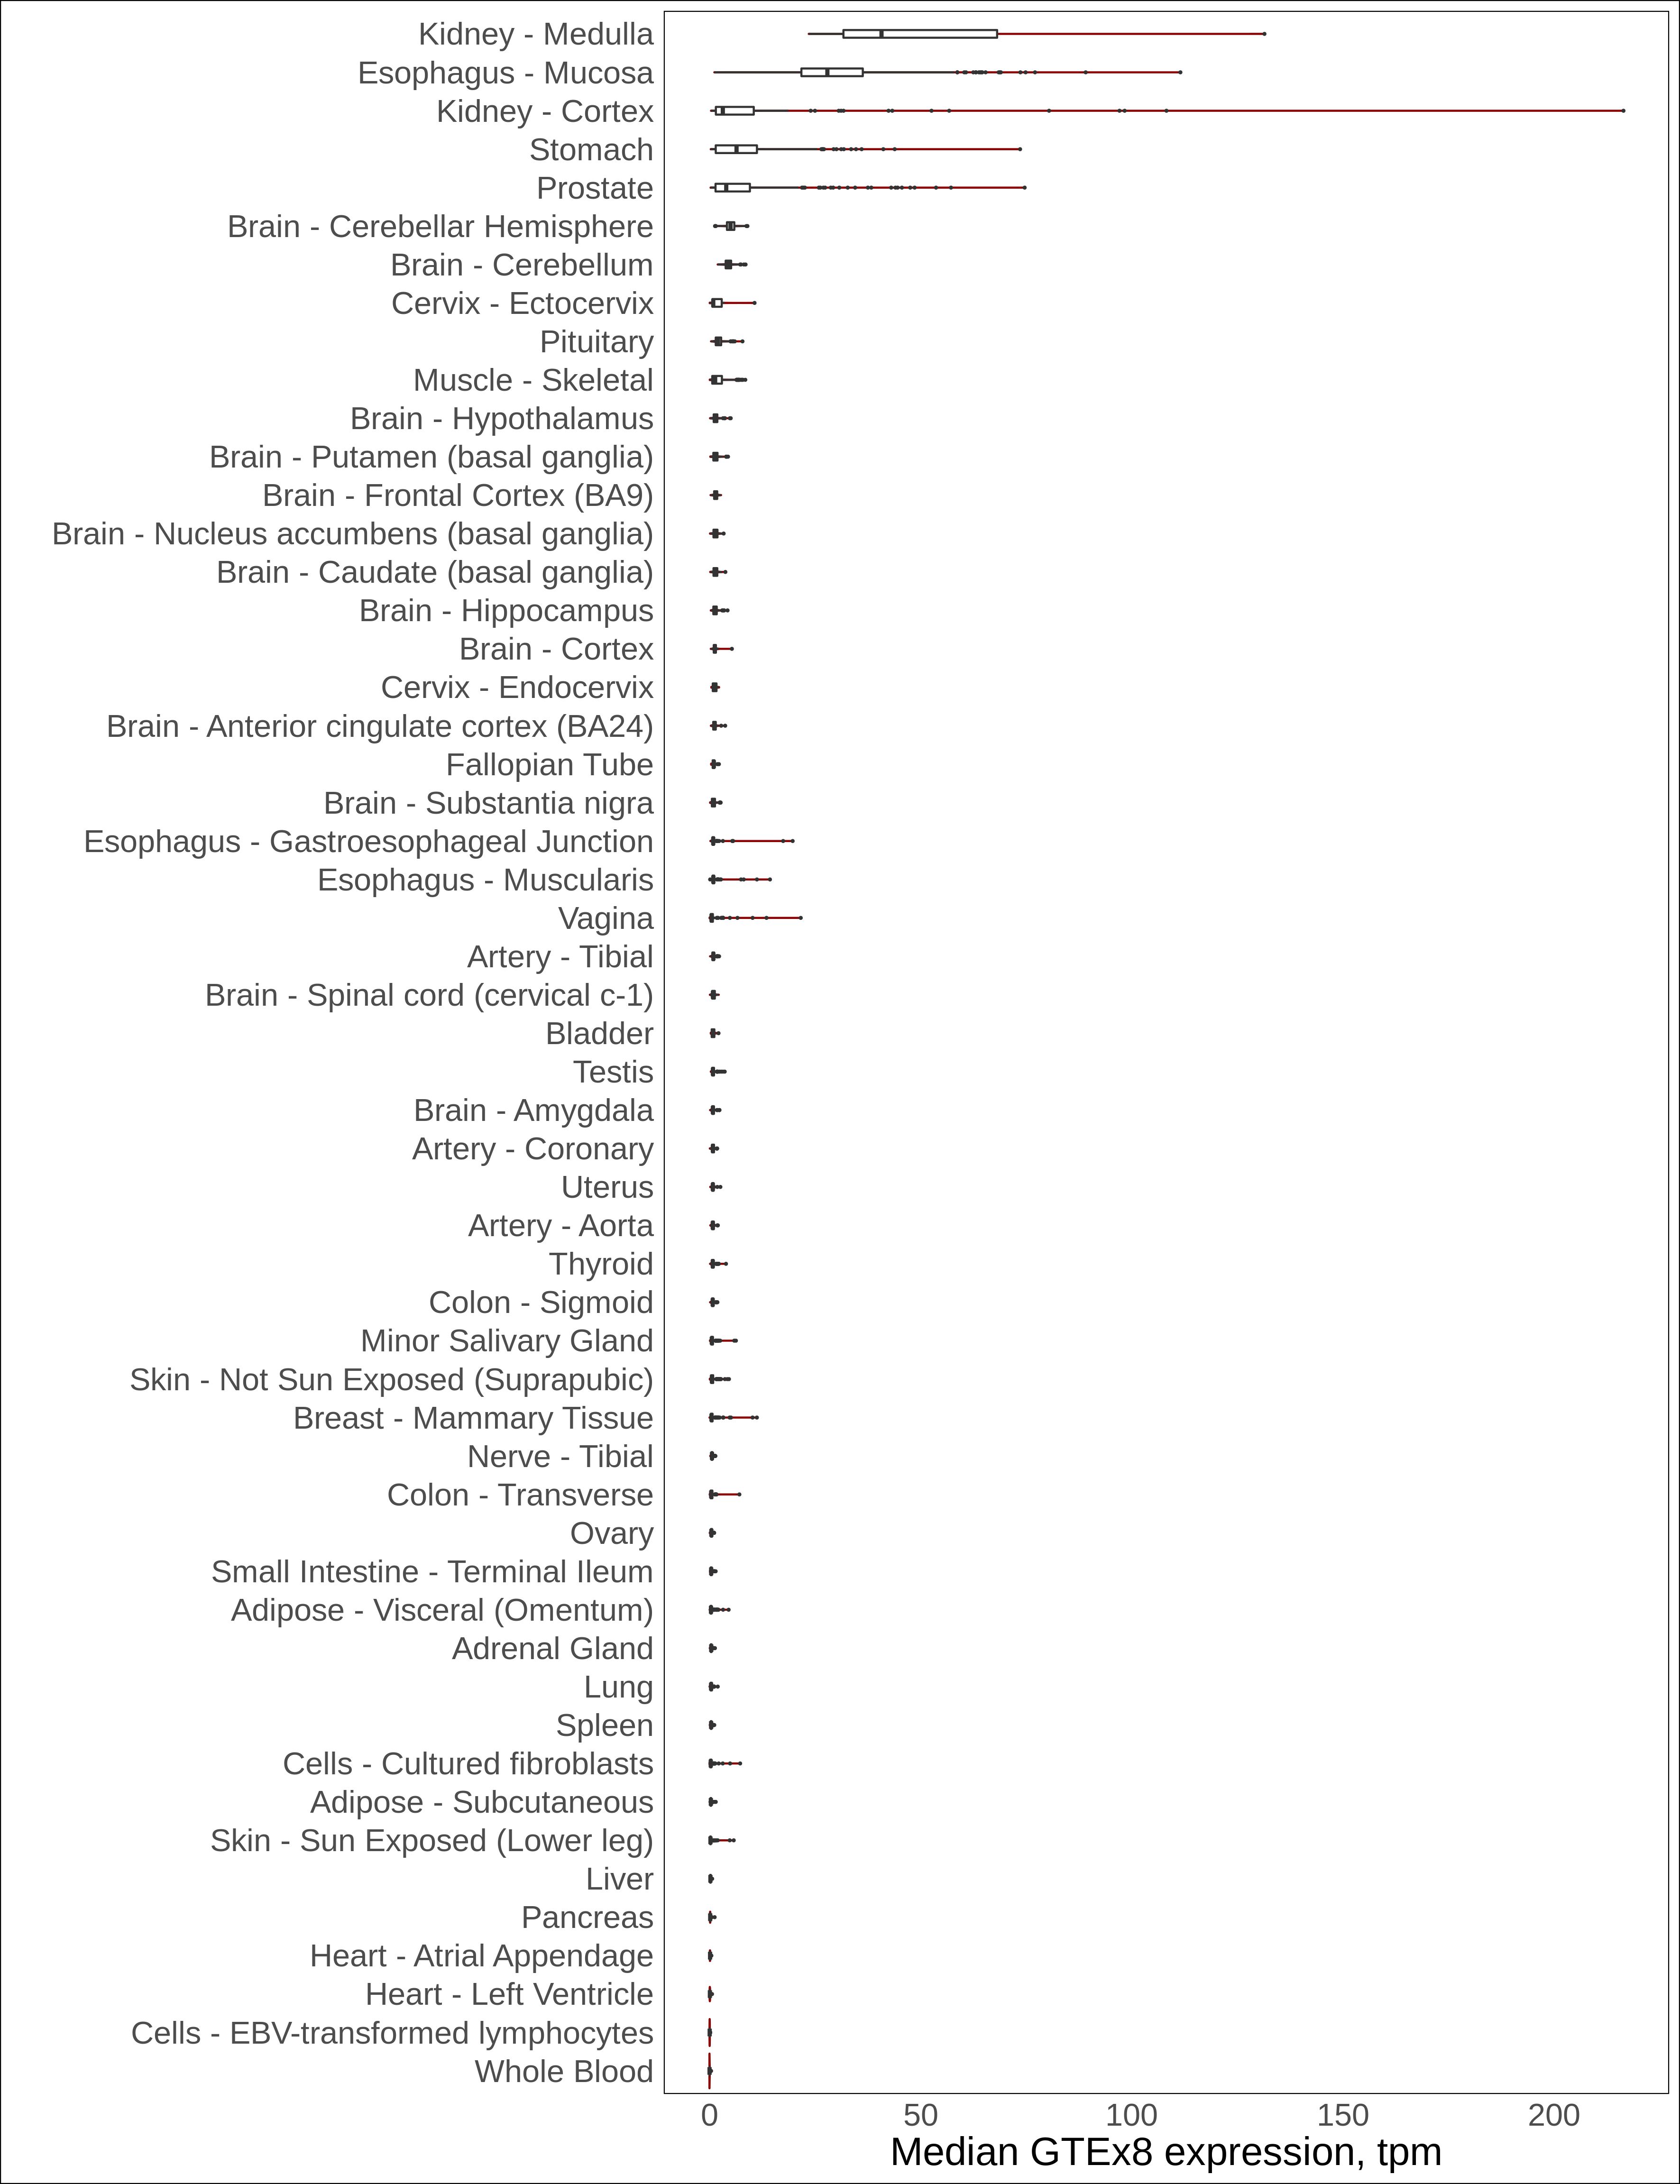 Kidney - Medulla
Esophagus - Mucosa
Kidney - Cortex
Stomach
Prostate
Brain - Cerebellar Hemisphere
Brain - Cerebellum
Cervix - Ectocervix
Pituitary
Muscle - Skeletal
Brain - Hypothalamus
Brain - Putamen (basal ganglia)
Brain - Frontal Cortex (BA9)
Brain - Nucleus accumbens (basal ganglia)
Brain - Caudate (basal ganglia)
Brain - Hippocampus
Brain - Cortex
Cervix - Endocervix
Brain - Anterior cingulate cortex (BA24)
Fallopian Tube
Brain - Substantia nigra
Esophagus - Gastroesophageal Junction
Esophagus - Muscularis
Vagina
Artery - Tibial
Brain - Spinal cord (cervical c-1)
Bladder
Testis
Brain - Amygdala
Artery - Coronary
Uterus
Artery - Aorta
Thyroid
Colon - Sigmoid
Minor Salivary Gland
Skin - Not Sun Exposed (Suprapubic)
Breast - Mammary Tissue
Nerve - Tibial
Colon - Transverse
Ovary
Small Intestine - Terminal Ileum
Adipose - Visceral (Omentum)
Adrenal Gland
Lung
Spleen
Cells - Cultured fibroblasts
Adipose - Subcutaneous
Skin - Sun Exposed (Lower leg)
Liver
Pancreas
Heart - Atrial Appendage
Heart - Left Ventricle
Cells - EBV-transformed lymphocytes
Whole Blood
0 50 100 150 200
Median GTEx8 expression, tpm